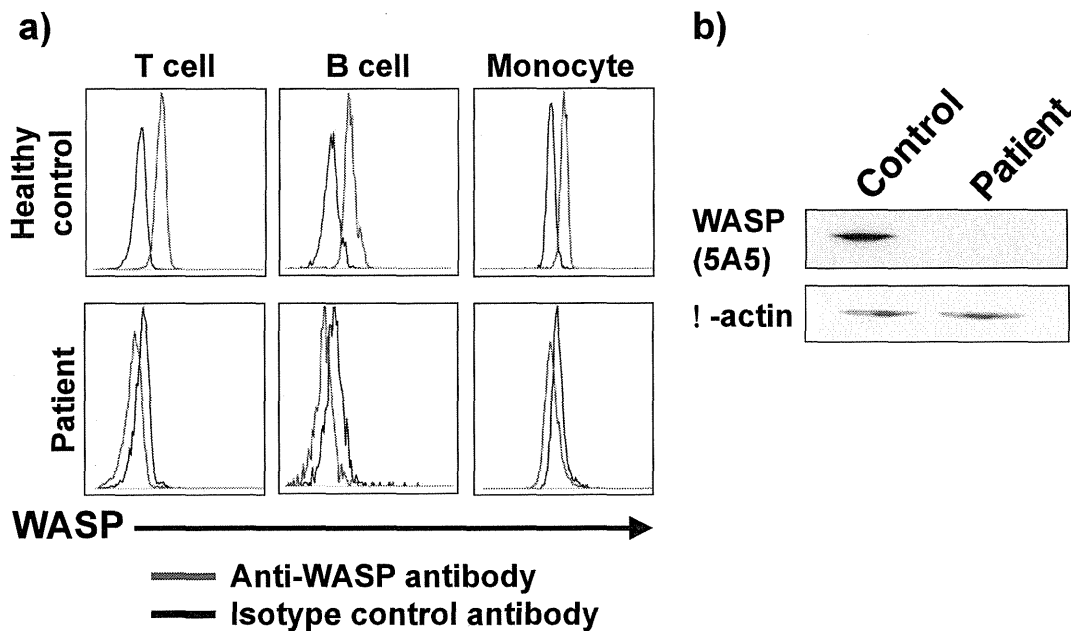 a)
T cell
B cell
Monocyte
Healthy
control
Patient
WASP
Anti-WASP antibody
Isotype control antibody
b)
Control
Patient
WASP
(5A5)
! -actin